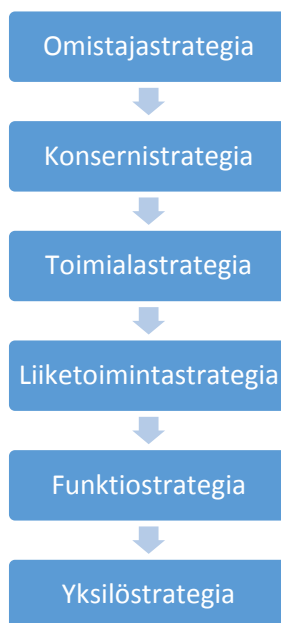 Omistajastrategia
Konsernistrategia
Toimialastrategia
Liiketoimintastrategia
Funktiostrategia
Yksilöstrategia